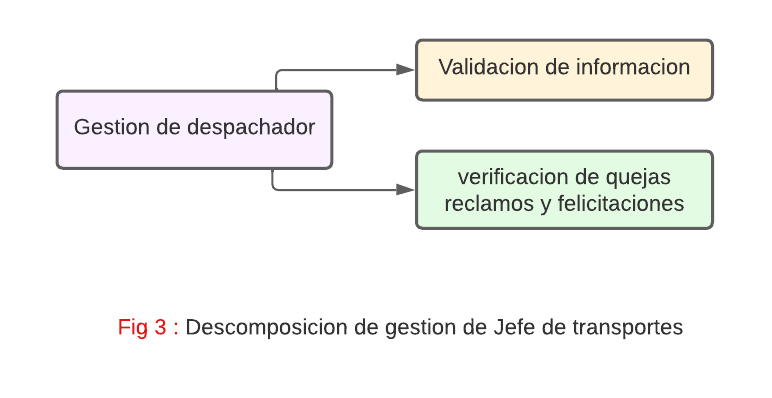 Validacion de informacion
Gestion de despachador
verificacion de quejas
reclamos y felicitaciones
Fig 3 : Descomposicion de gestion de Jefe de transportes